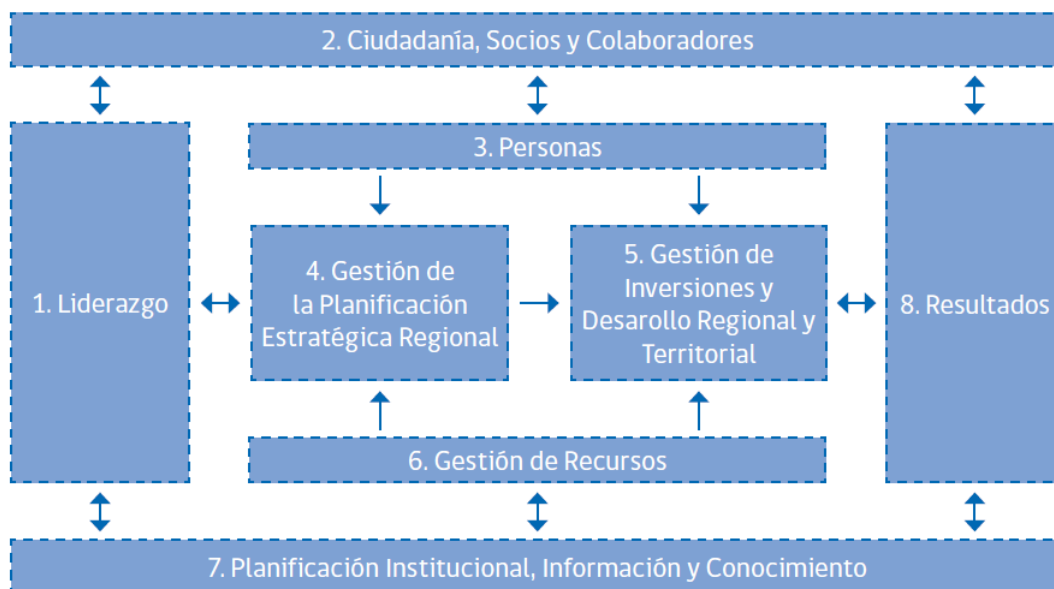 2. Ciudadanía, Socios y Colaboradores
3. Personas
1. Liderazgo
4. Gestión de
la Planificación
Estratégica Regional
5. Gestión de
Inversiones y
Desarollo Regional y
Territorial
8. Resultados
6. Gestión de Recursos
7. Planificación Institucional, Información y Conocimiento